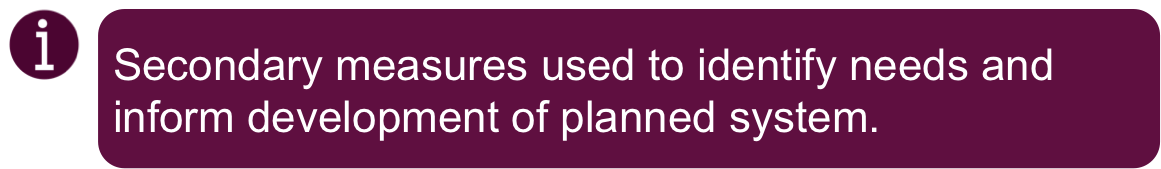 Secondary measures used to identify needs and
inform development of planned system.